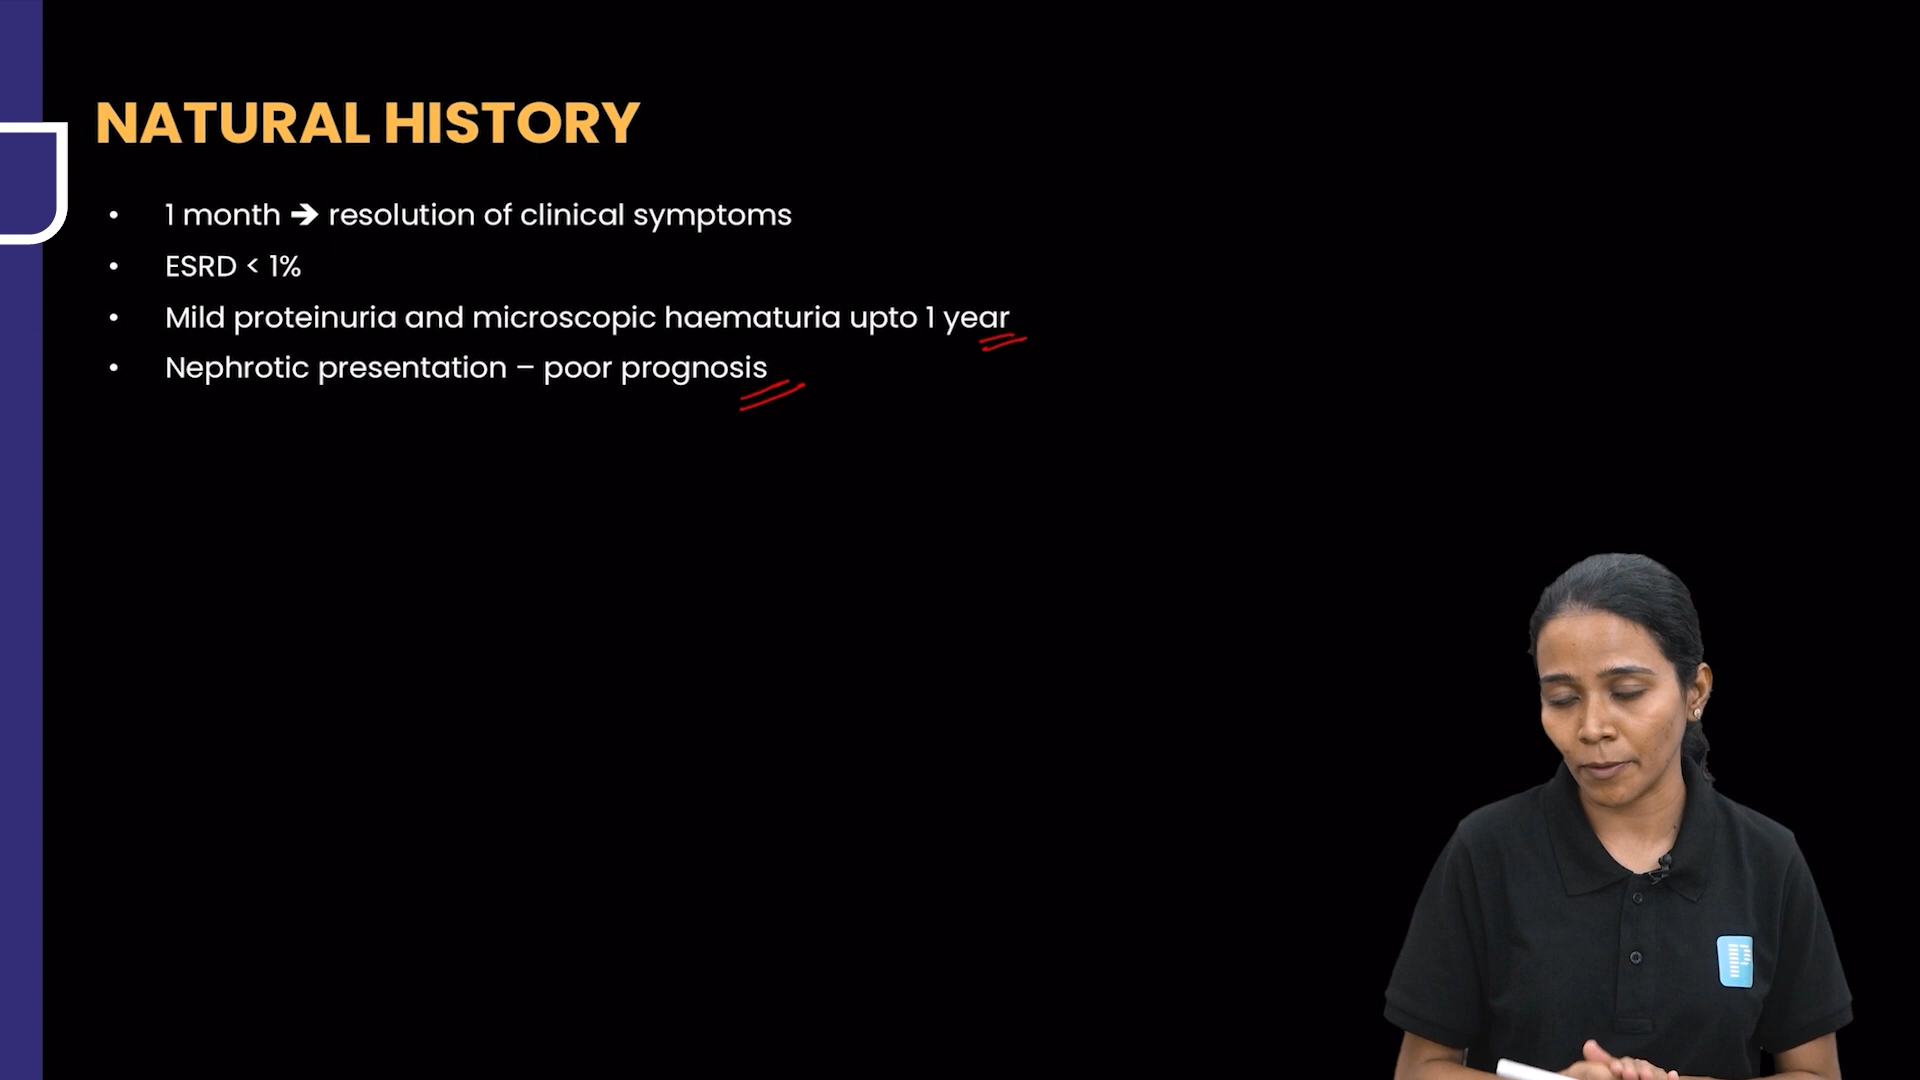 NATURAL HISTORY
• 1 month ➔ resolution of clinical symptoms
• ESRD < 1%
• Mild proteinuria and microscopic haematuria upto 1 year
• Nephrotic presentation – poor prognosis
P